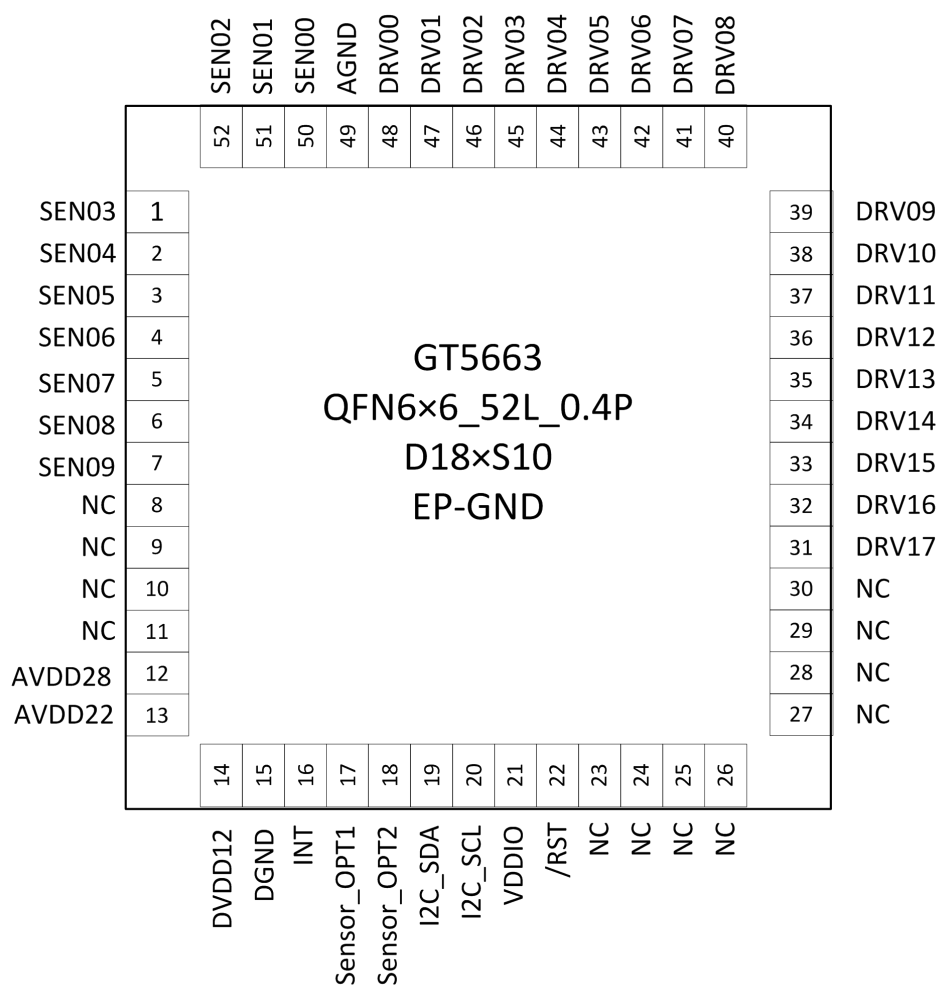 SEN02 SEN01 SEN00 AGND DRV00 DRV01 DRV02 DRV03 DRV04 DRV05 DRV06 DRV07 DRV08
52 51 50 49 48 47 46 45 44 43 42 41 40
SEN03 1 39 DRV09
SEN04 2 38 DRV10
SEN05 3 37 DRV11
SEN06 4 36 DRV12
GT5663
SEN07 5 35 DRV13
QFN6×6_52L_0.4P
SEN08 6 34 DRV14
D18×S10
SEN09 7 33 DRV15
EP-GND
NC 8 32 DRV16
NC 9 31 DRV17
NC 10 30 NC
NC 11 29 NC
AVDD28 12 28 NC
AVDD22 13 27 NC
14 15 16 17 18 19 20 21 22 23 24 25 26
DVDD12 DGND INT Sensor_OPT1 Sensor_OPT2 I2C_SDA I2C_SCL VDDIO /RST NC NC NC NC